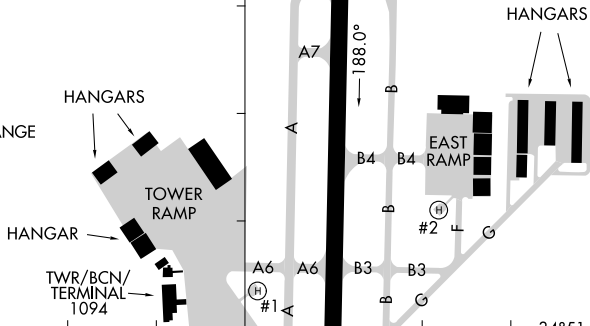 HANGARS
A7
188.0°
B
HANGARS
ANGE
A
B4
B4
EAST
RAMP
TOWER
RAMP
B
H
#2
F
G
HANGAR
A6
A6
B3
B3
TWR/BCN/
TERMINAL
1094
H
#1
A
B
G